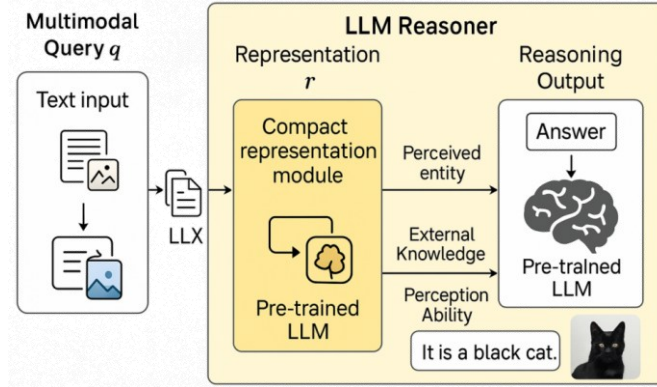 Multimodal
Query q
Text input
LLX
LLM Reasoner
Representation
r
Compact
representation
module
Pre-trained
LLM
Perceived
entity
External
Knowledge
Perception
Ability
Reasoning
Output
Answer
Pre-traIned
LLM
It is a black cat.